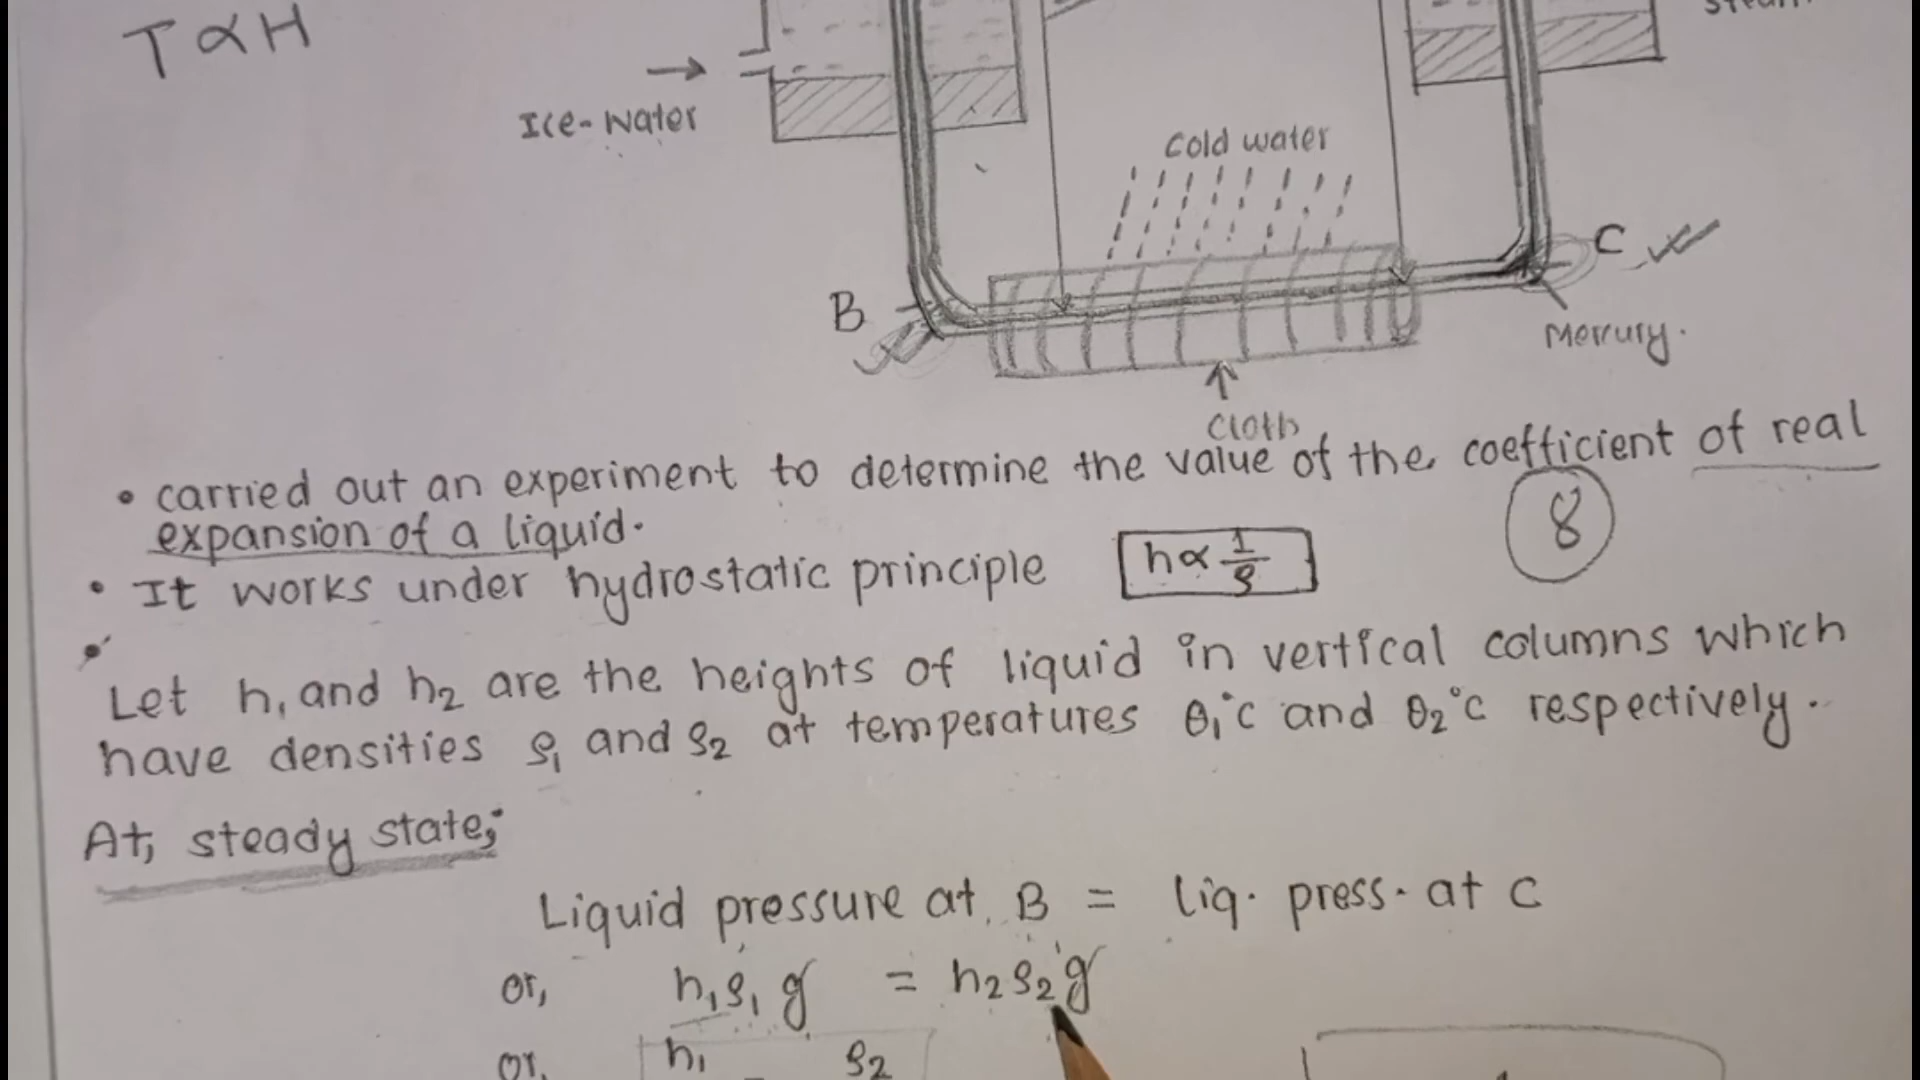 T ∝ H
steam
Ice-Water
Cold water
B
C
Mercury.
Cloth
• carried out an experiment to determine the value of the coefficient of real
expansion of a liquid.
γ
• It works under hydrostatic principle h ∝ 1/ρ
Let h₁ and h₂ are the heights of liquid in vertical columns which
have densities ρ₁ and ρ₂ at temperatures θ₁°C and θ₂°C respectively.
At, steady state;
Liquid pressure at B = liq. press. at C
or, h₁ρ₁g = h₂ρ₂g
or, h₁ ρ₂